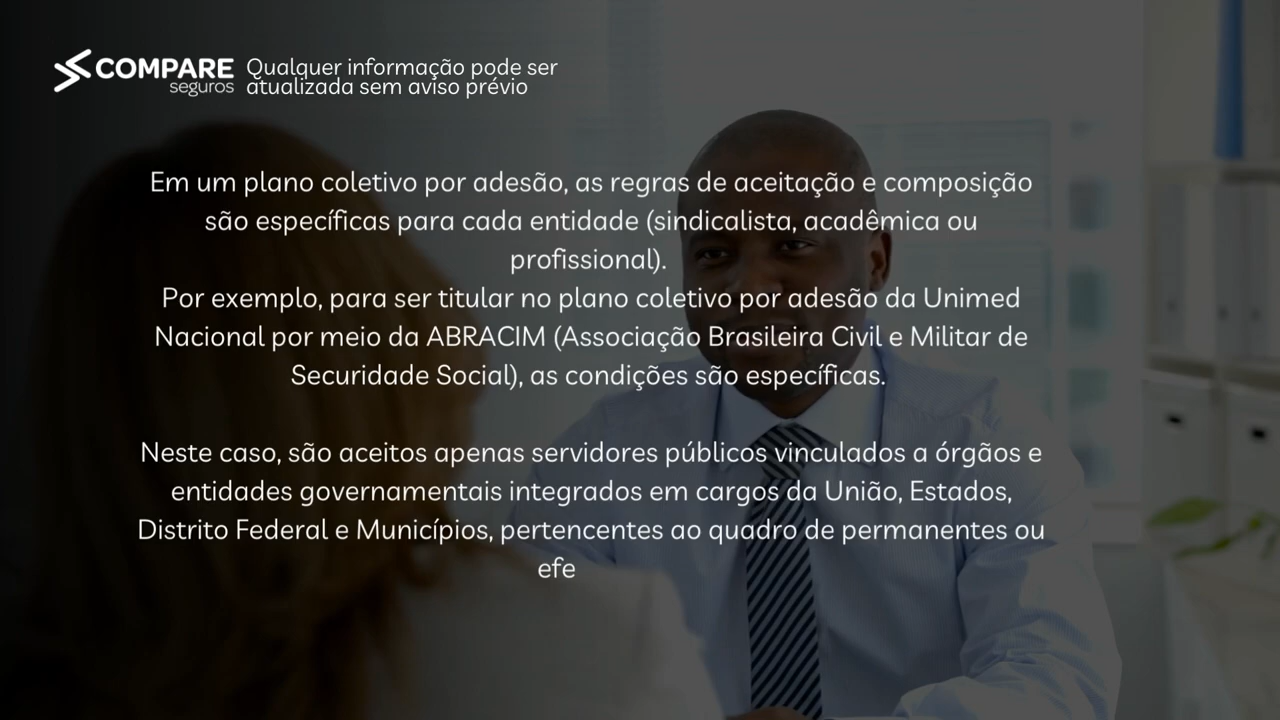 COMPARE
seguros
Qualquer informação pode ser
atualizada sem aviso prévio
Em um plano coletivo por adesão, as regras de aceitação e composição
são específicas para cada entidade (sindicalista, acadêmica ou
profissional).
Por exemplo, para ser titular no plano coletivo por adesão da Unimed
Nacional por meio da ABRACIM (Associação Brasileira Civil e Militar de
Securidade Social), as condições são específicas.
Neste caso, são aceitos apenas servidores públicos vinculados a órgãos e
entidades governamentais integrados em cargos da União, Estados,
Distrito Federal e Municípios, pertencentes ao quadro de permanentes ou
efe